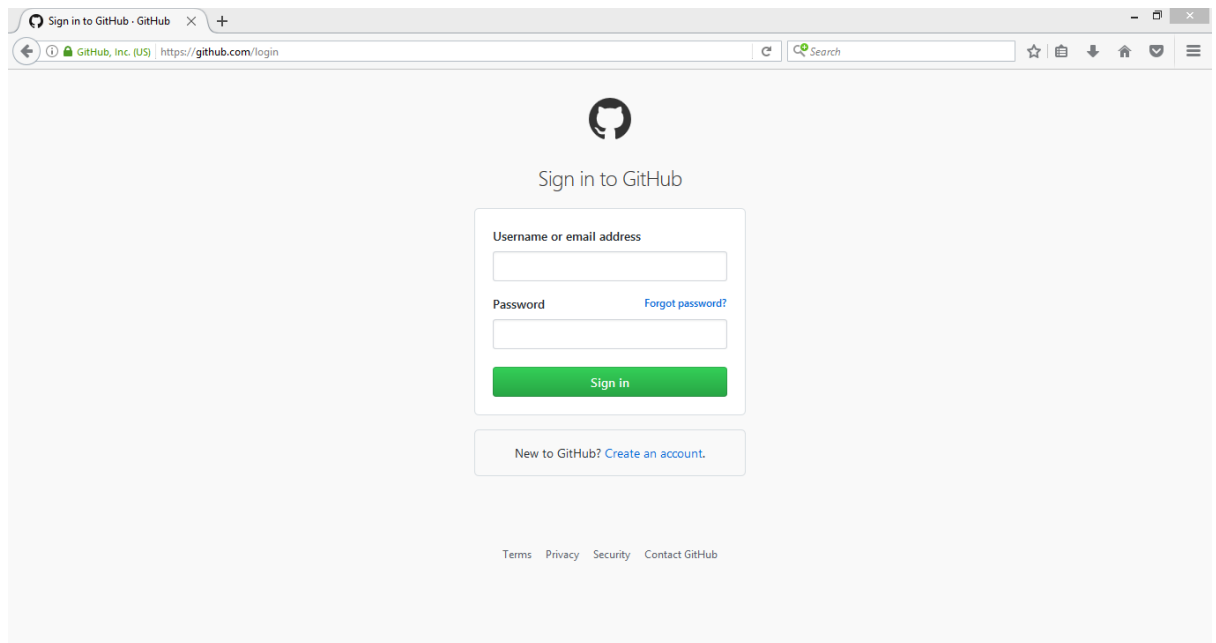 Sign in to GitHub · GitHub
GitHub, Inc. (US) https://github.com/login
Search
Sign in to GitHub
Username or email address
Password Forgot password?
Sign in
New to GitHub? Create an account.
Terms Privacy Security Contact GitHub